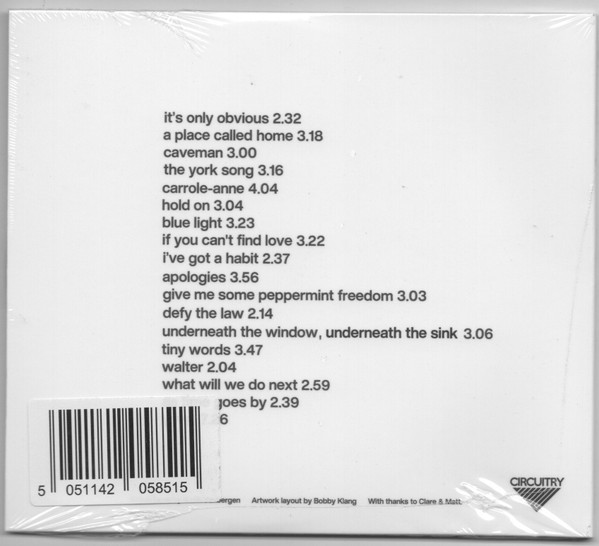 it's only obvious 2.32
a place called home 3.18
caveman 3.00
the york song 3.16
carrole-anne 4.04
hold on 3.04
blue light 3.23
if you can't find love 3.22
i've got a habit 2.37
apologies 3.56
give me some peppermint freedom 3.03
defy the law 2.14
underneath the window, underneath the sink 3.06
tiny words 3.47
walter 2.04
what will we do next 2.59
goes by 2.39
5 051142 058515
Artwork layout by Bobby Klang With thanks to Clare & Matt.
CIRCUITRY